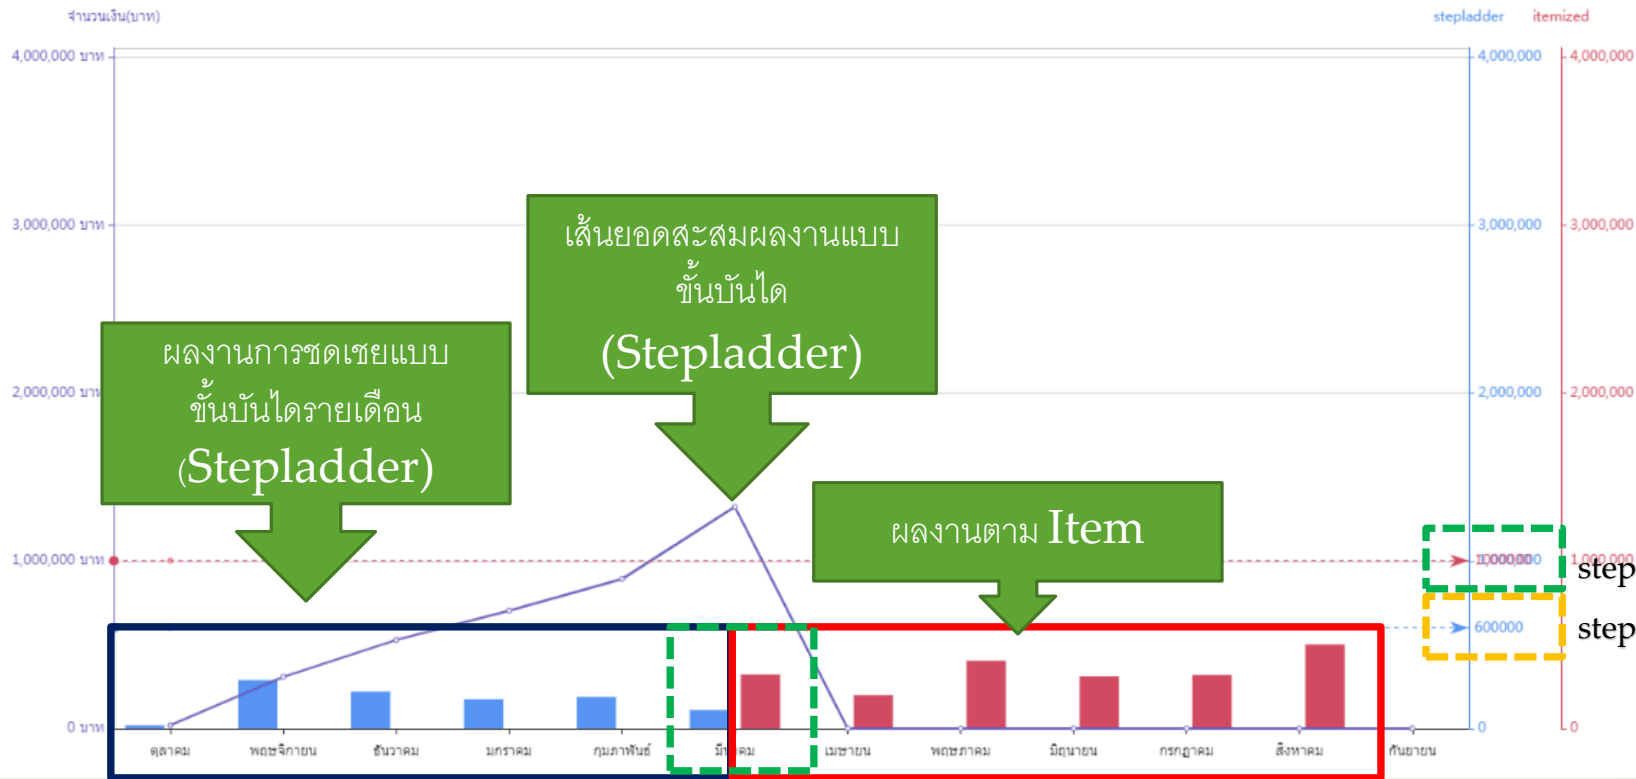 จำนวนเงิน(บาท)
stepladder
itemized
4,000,000 บาท
4,000,000
4,000,000
3,000,000 บาท
3,000,000
3,000,000
เส้นยอดสะสมผลงานแบบ
ขั้นบันได
(Stepladder)
ผลงานการชดเชยแบบ
ขั้นบันไดรายเดือน
(Stepladder)
2,000,000 บาท
2,000,000
2,000,000
ผลงานตาม Item
1,000,000 บาท
1,000,000
step
600000
step
0 บาท
0
0
ตุลาคม
พฤษจิกายน
ธันวาคม
มกราคม
กุมภาพันธ์
เมษายน
พฤษภาคม
มิถุนายน
กรกฎาคม
สิงหาคม
กันยายน